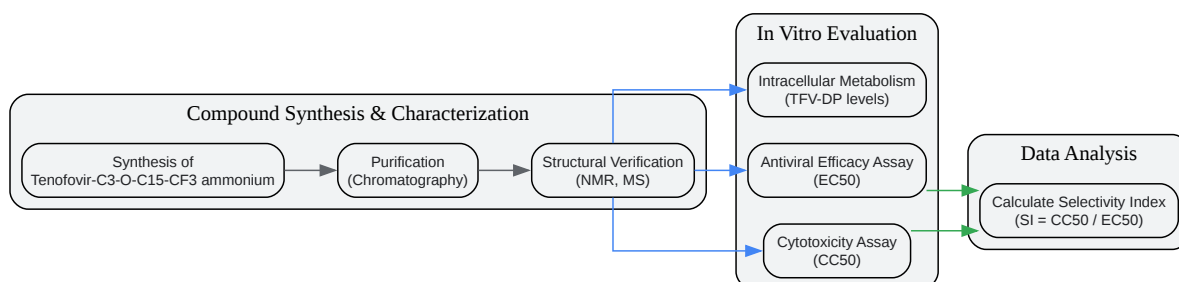 Compound Synthesis & Characterization
Synthesis of
Tenofovir-C3-O-C15-CF3 ammonium
Purification
(Chromatography)
Structural Verification
(NMR, MS)
In Vitro Evaluation
Intracellular Metabolism
(TFV-DP levels)
Antiviral Efficacy Assay
(EC50)
Cytotoxicity Assay
(CC50)
Data Analysis
Calculate Selectivity Index
(SI = CC50 / EC50)